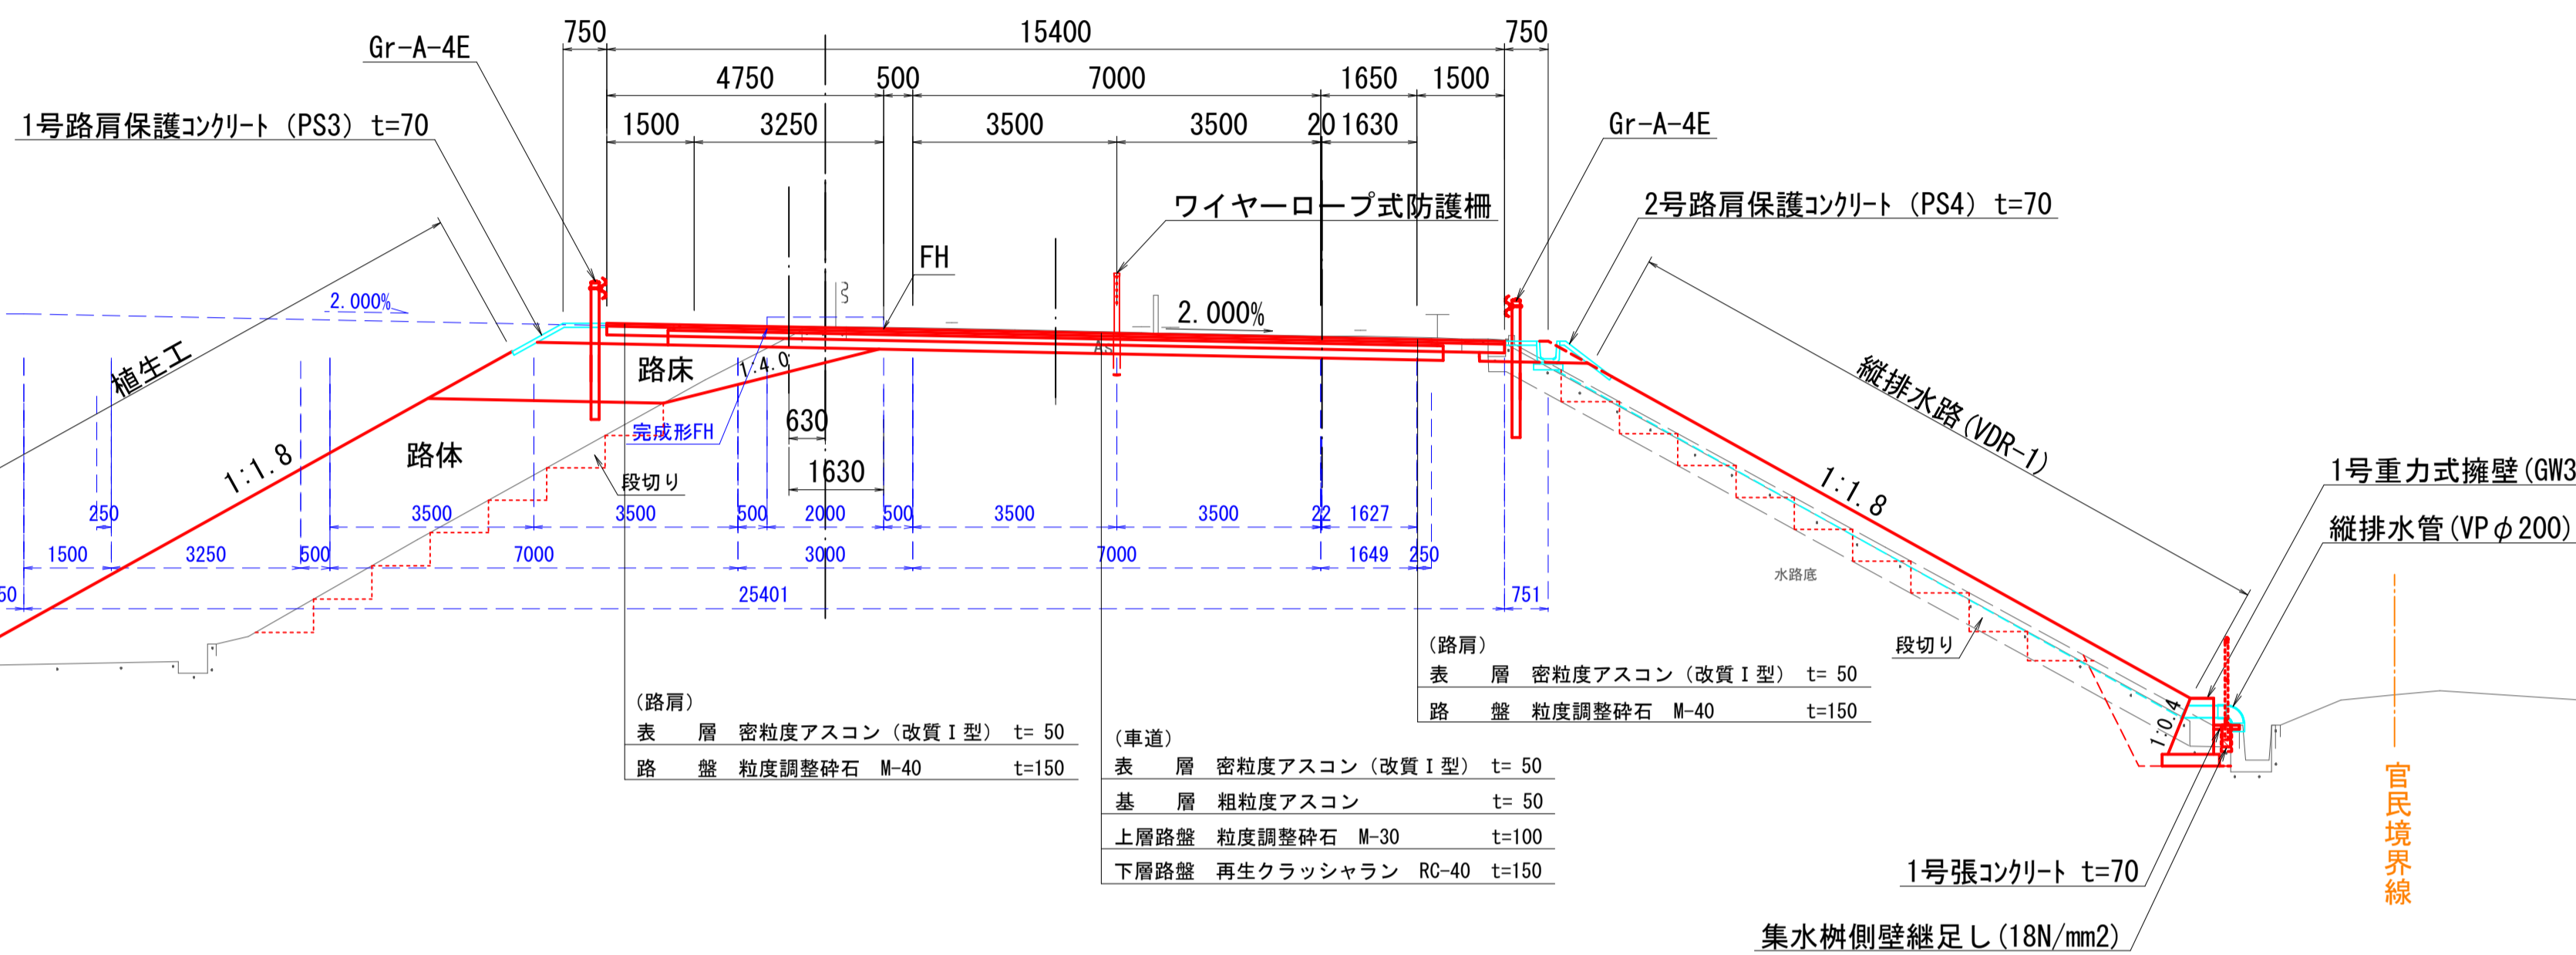 750 15400 750
Gr-A-4E
4750 500 7000 1650 1500
1号路肩保護コンクリート (PS3) t=70
1500 3250 3500 3500 20 1630
Gr-A-4E
ワイヤーロープ式防護柵
2号路肩保護コンクリート (PS4) t=70
FH
2.000%
2.000%
植生工
As
路床
1:4.0
縦排水路(VDR-1)
630
完成形FH
1:1.8
路体
段切り
1630
1:1.8
1号重力式擁壁(GW3
250
3500 3500 500 2000 500 3500 3500 22 1627
縦排水管(VPφ200)
1500 3250 500 7000 3000 7000 1649 250
水路底
50 25401 751
段切り
(路肩)
表 層 密粒度アスコン (改質Ⅰ型) t= 50
路 盤 粒度調整砕石 M-40 t=150
(路肩)
表 層 密粒度アスコン (改質Ⅰ型) t= 50
路 盤 粒度調整砕石 M-40 t=150
(車道)
表 層 密粒度アスコン (改質Ⅰ型) t= 50
基 層 粗粒度アスコン t= 50
上層路盤 粒度調整砕石 M-30 t=100
下層路盤 再生クラッシャラン RC-40 t=150
1:0.4
官民境界線
1号張コンクリート t=70
集水桝側壁継足し(18N/mm2)